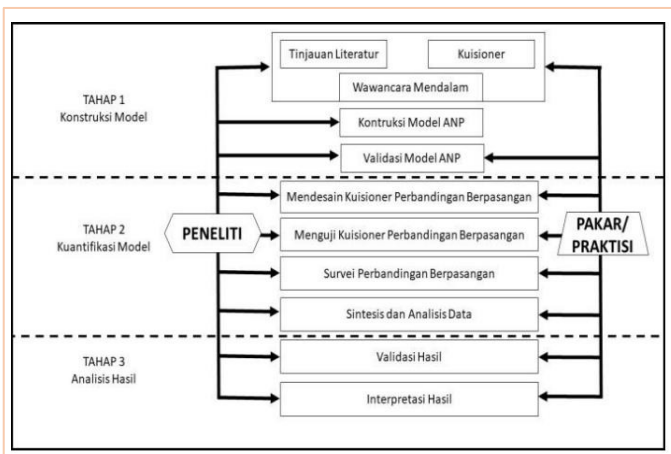 TAHAP 1
Konstruksi Model
Tinjauan Literatur
Kuisioner
Wawancara Mendalam
Kontruksi Model ANP
Validasi Model ANP
TAHAP 2
Kuantifikasi Model
PENELITI
Mendesain Kuisioner Perbandingan Berpasangan
Menguji Kuisioner Perbandingan Berpasangan
Survei Perbandingan Berpasangan
Sintesis dan Analisis Data
PAKAR/
PRAKTISI
TAHAP 3
Analisis Hasil
Validasi Hasil
Interpretasi Hasil